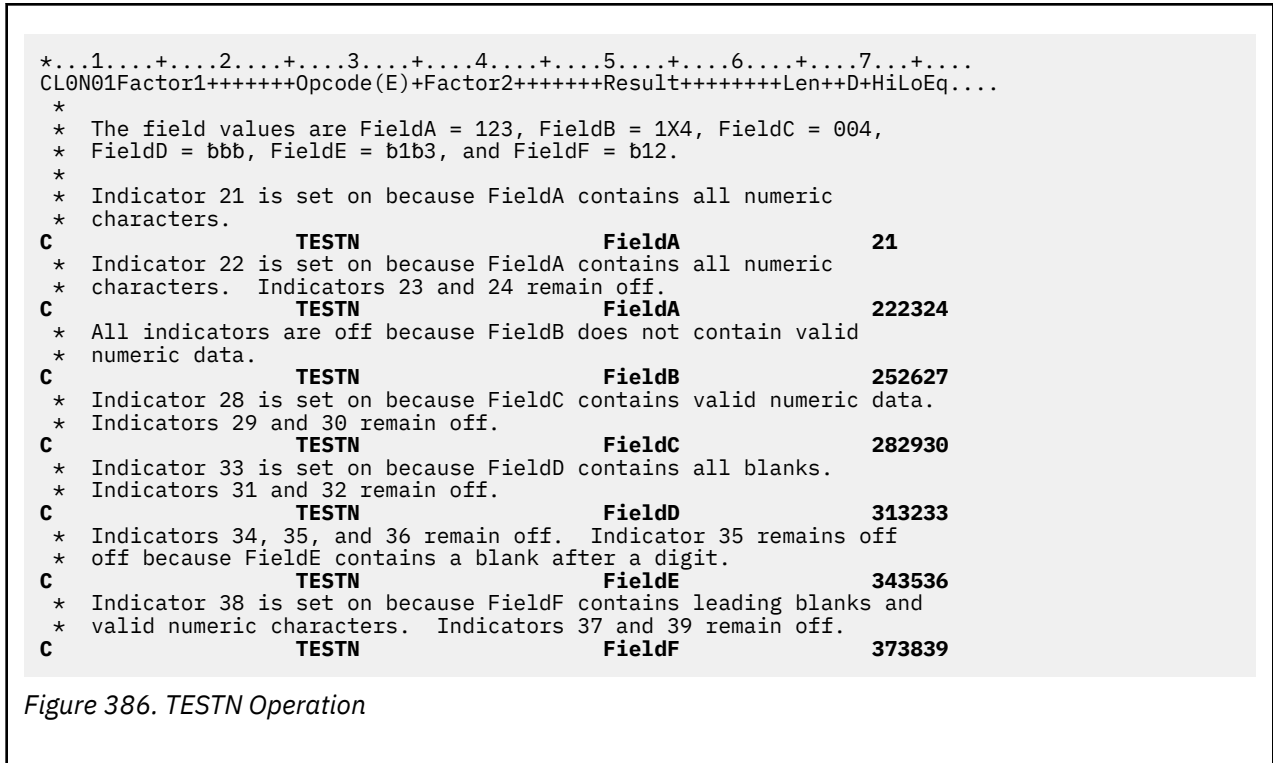 *...1....+....2....+....3....+....4....+....5....+....6....+....7...+....
CL0N01Factor1+++++++Opcode(E)+Factor2+++++++Result++++++++Len++D+HiLoEq....
 *
 *  The field values are FieldA = 123, FieldB = 1X4, FieldC = 004,
 *  FieldD = ƀƀƀ, FieldE = ƀ1ƀ3, and FieldF = ƀ12.
 *
 *  Indicator 21 is set on because FieldA contains all numeric
 *  characters.
C                   TESTN                   FieldA               21
 *  Indicator 22 is set on because FieldA contains all numeric
 *  characters.  Indicators 23 and 24 remain off.
C                   TESTN                   FieldA               222324
 *  All indicators are off because FieldB does not contain valid
 *  numeric data.
C                   TESTN                   FieldB               252627
 *  Indicator 28 is set on because FieldC contains valid numeric data.
 *  Indicators 29 and 30 remain off.
C                   TESTN                   FieldC               282930
 *  Indicator 33 is set on because FieldD contains all blanks.
 *  Indicators 31 and 32 remain off.
C                   TESTN                   FieldD               313233
 *  Indicators 34, 35, and 36 remain off.  Indicator 35 remains off
 *  off because FieldE contains a blank after a digit.
C                   TESTN                   FieldE               343536
 *  Indicator 38 is set on because FieldF contains leading blanks and
 *  valid numeric characters.  Indicators 37 and 39 remain off.
C                   TESTN                   FieldF               373839
Figure 386. TESTN Operation